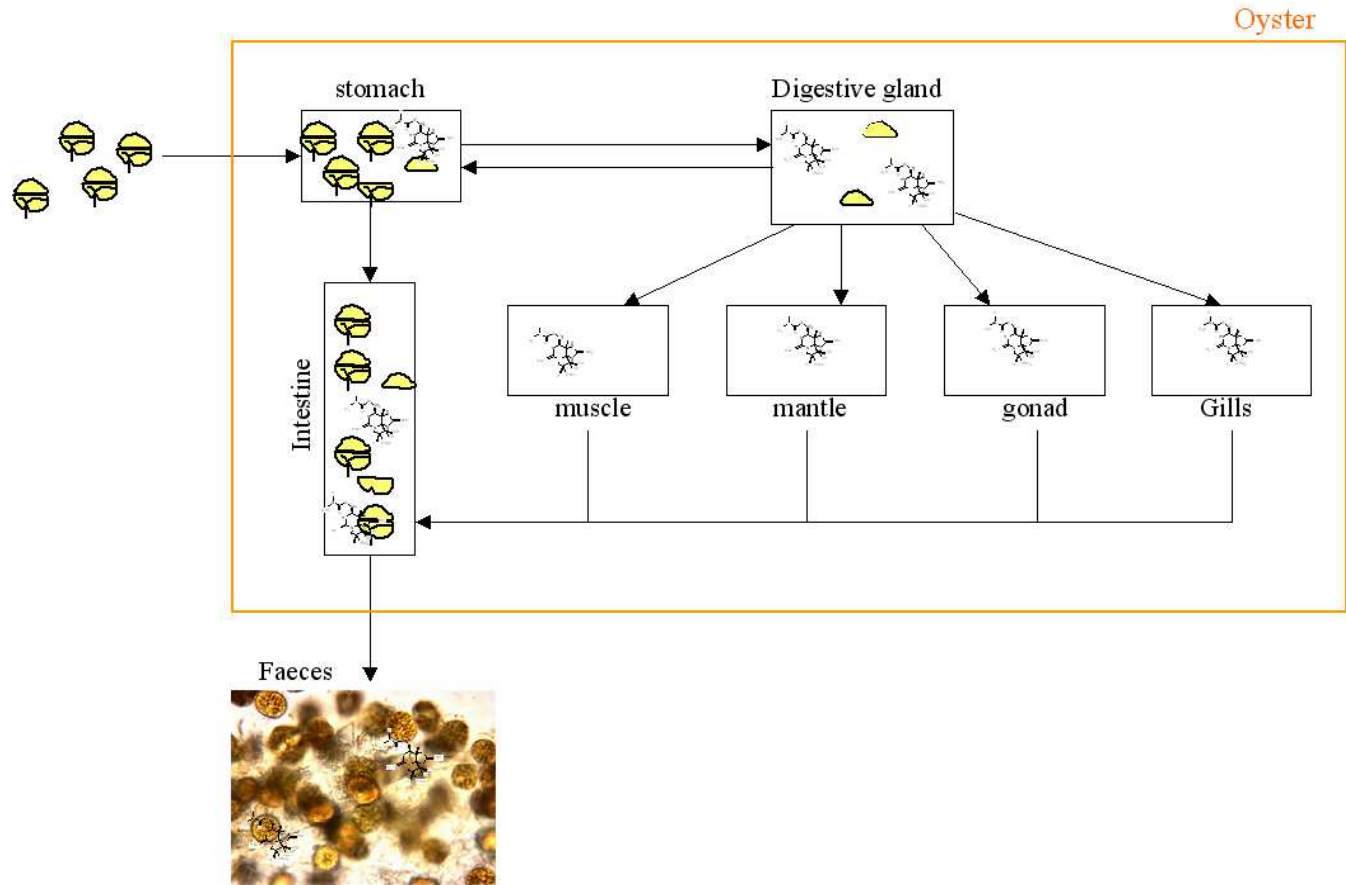 Oyster
stomach
Digestive gland
Intestine
muscle
mantle
gonad
Gills
Faeces